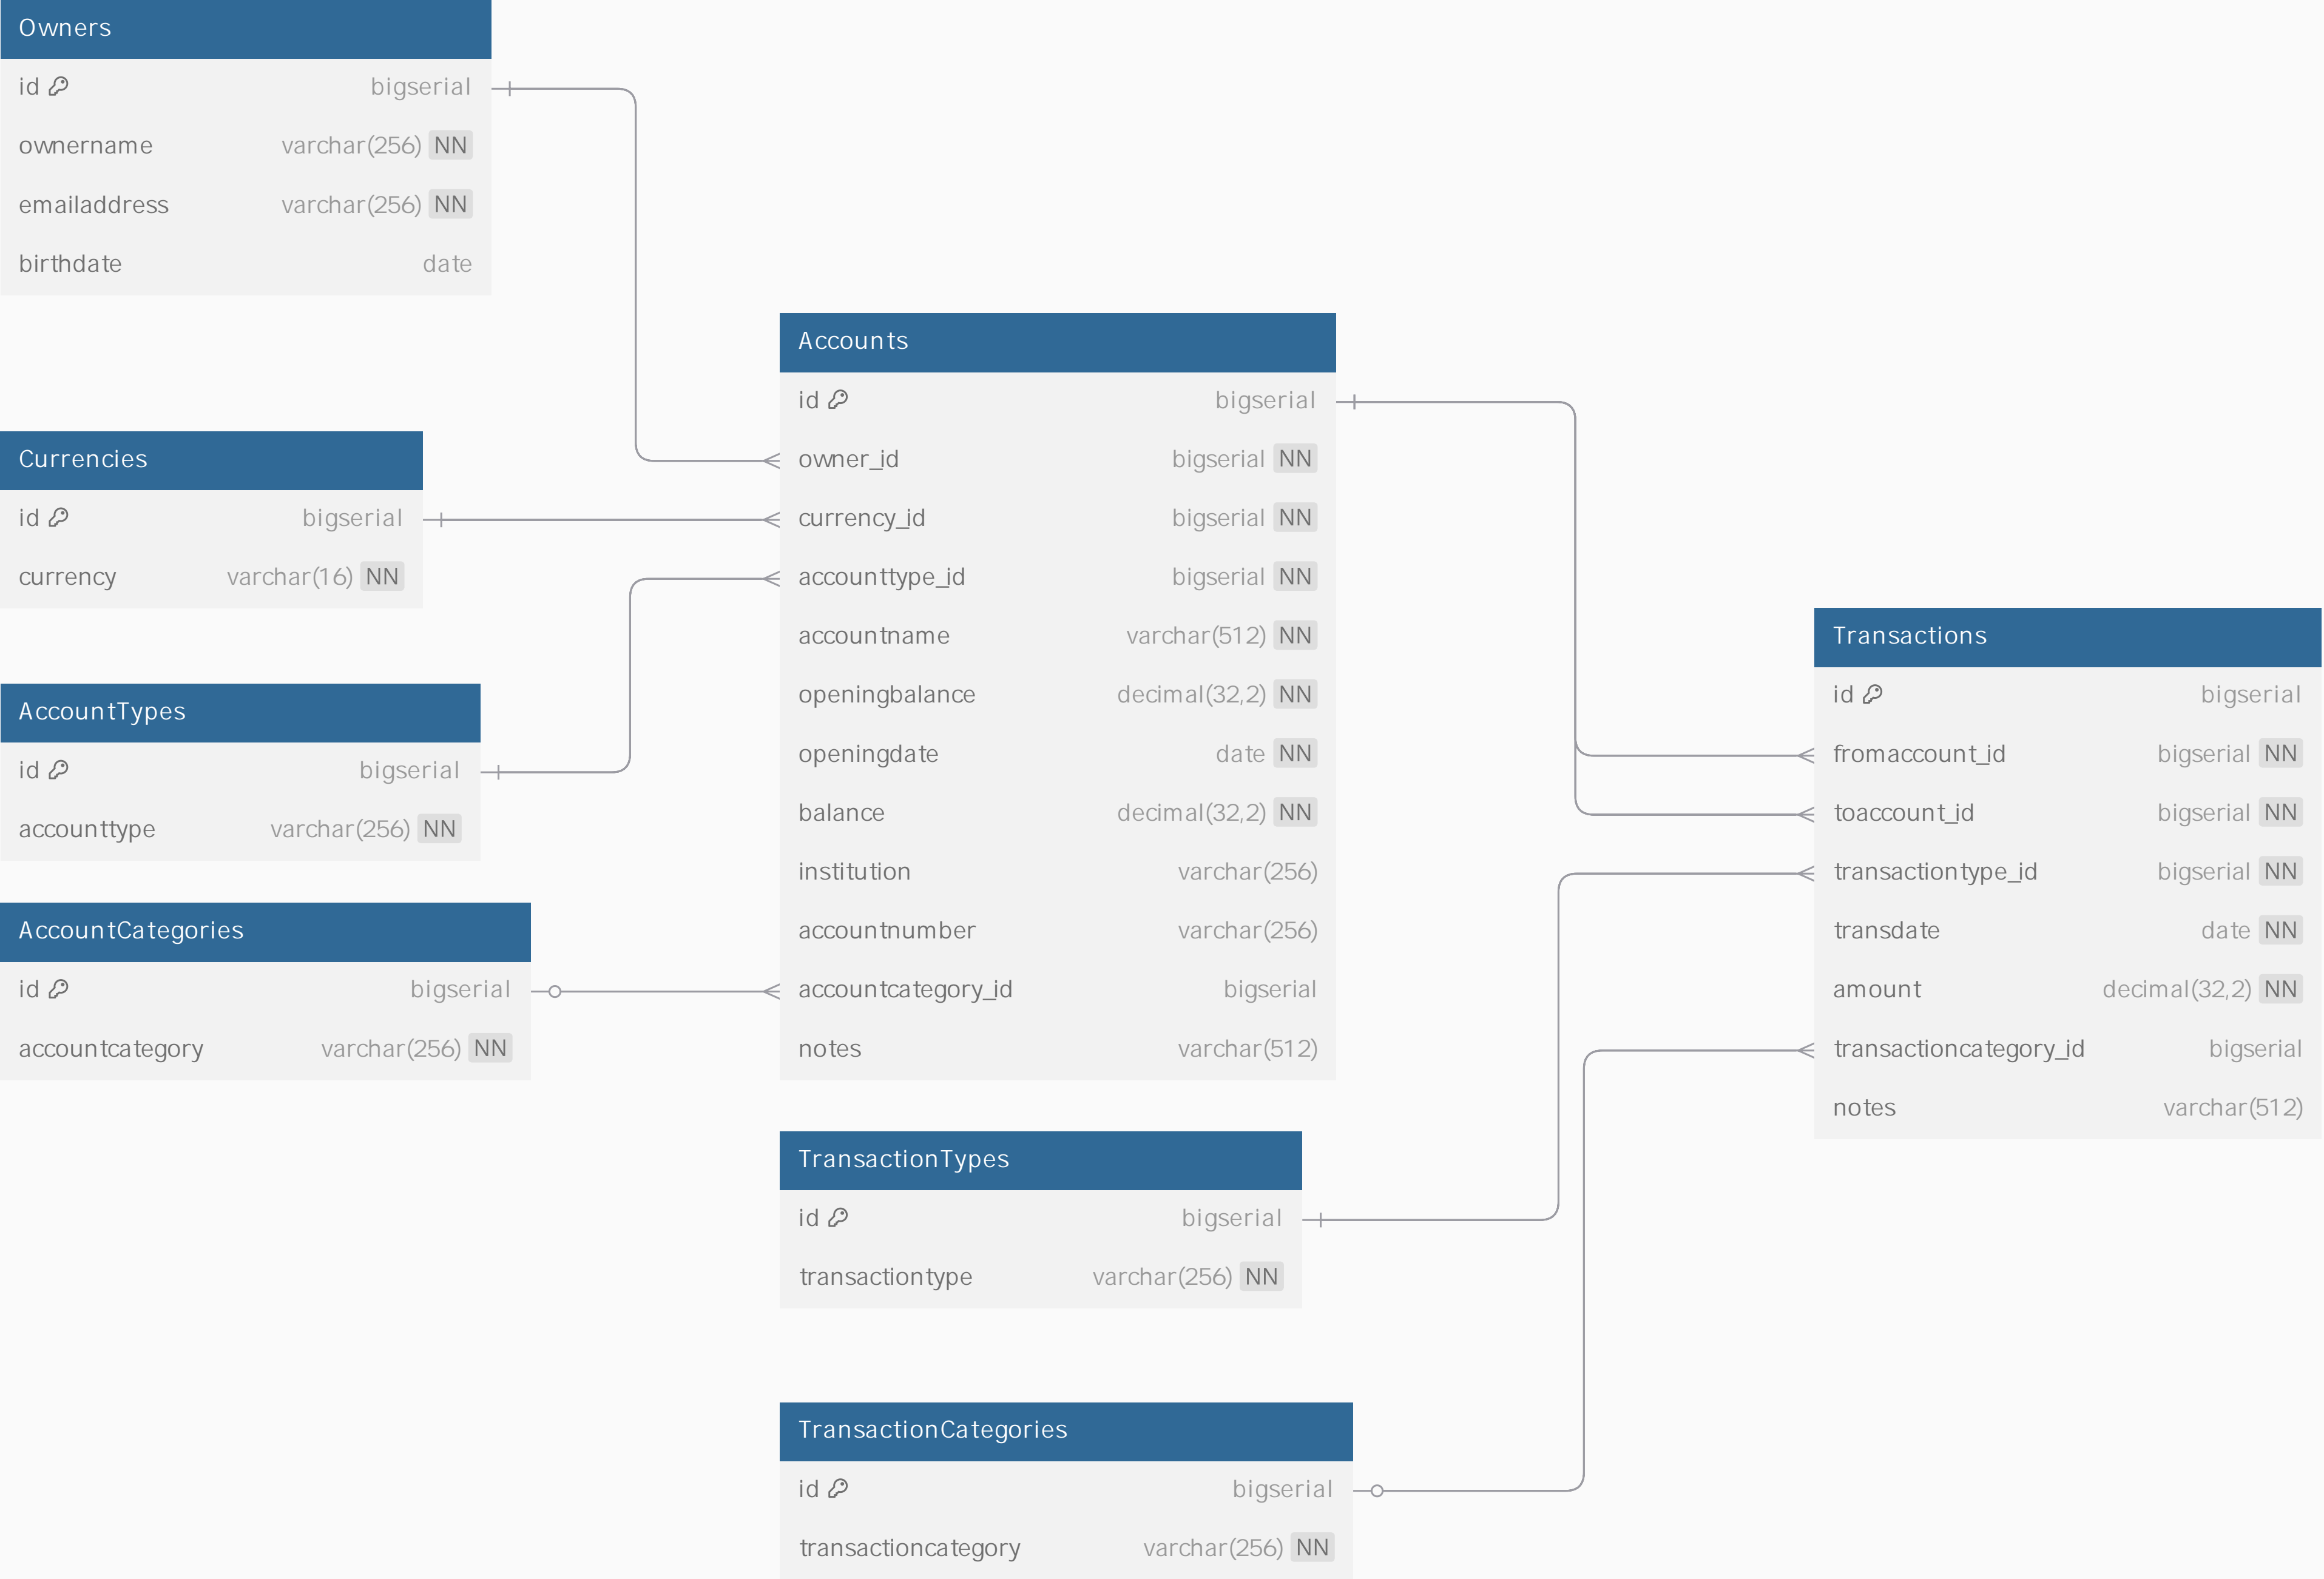 Owners
id bigserial
ownername varchar(256) NN
emailaddress varchar(256) NN
birthdate date
Currencies
id bigserial
currency varchar(16) NN
AccountTypes
id bigserial
accounttype varchar(256) NN
AccountCategories
id bigserial
accountcategory varchar(256) NN
Accounts
id bigserial
owner_id bigserial NN
currency_id bigserial NN
accounttype_id bigserial NN
accountname varchar(512) NN
openingbalance decimal(32,2) NN
openingdate date NN
balance decimal(32,2) NN
institution varchar(256)
accountnumber varchar(256)
accountcategory_id bigserial
notes varchar(512)
TransactionTypes
id bigserial
transactiontype varchar(256) NN
TransactionCategories
id bigserial
transactioncategory varchar(256) NN
Transactions
id bigserial
fromaccount_id bigserial NN
toaccount_id bigserial NN
transactiontype_id bigserial NN
transdate date NN
amount decimal(32,2) NN
transactioncategory_id bigserial
notes varchar(512)